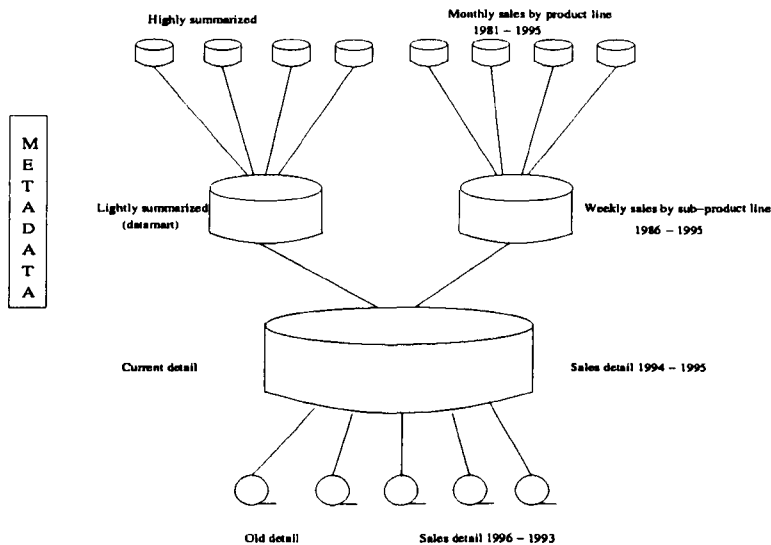 Highly summarized
Monthly sales by product line
1981 – 1995
METADATA
Lightly summarized
(datamart)
Weekly sales by sub-product line
1986 – 1995
Current detail
Sales detail 1994 – 1995
Old detail
Sales detail 1996 – 1993